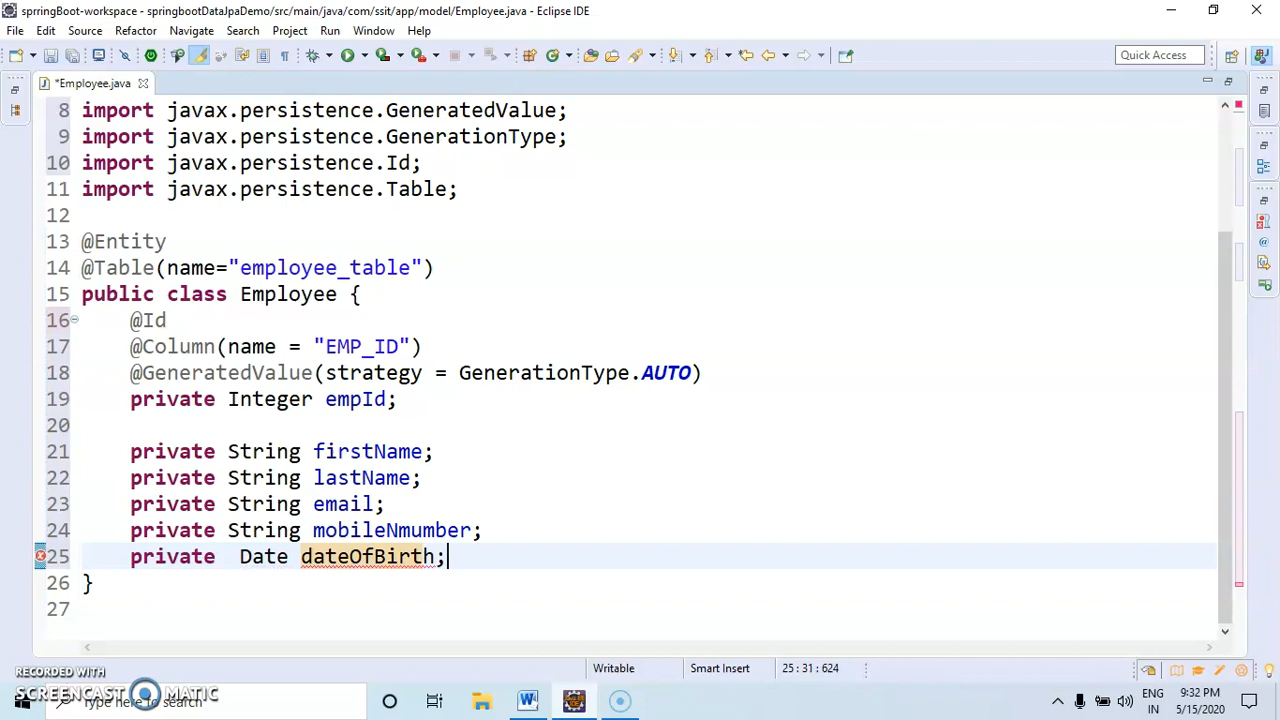 springBoot-workspace - springbootDataJpaDemo/src/main/java/com/ssit/app/model/Employee.java - Eclipse IDE
File Edit Source Refactor Navigate Search Project Run Window Help
Quick Access
*Employee.java
8 import javax.persistence.GeneratedValue;
9 import javax.persistence.GenerationType;
10 import javax.persistence.Id;
11 import javax.persistence.Table;
12
13 @Entity
14 @Table(name="employee_table")
15 public class Employee {
16 @Id
17 @Column(name = "EMP_ID")
18 @GeneratedValue(strategy = GenerationType.AUTO)
19 private Integer empId;
20
21 private String firstName;
22 private String lastName;
23 private String email;
24 private String mobileNmumber;
25 private  Date dateOfBirth;
26 }
27
Writable Smart Insert 25 : 31 : 624
RECORDED WITH
SCREENCAST MATIC
Type here to search
ENG
IN
9:32 PM
5/15/2020